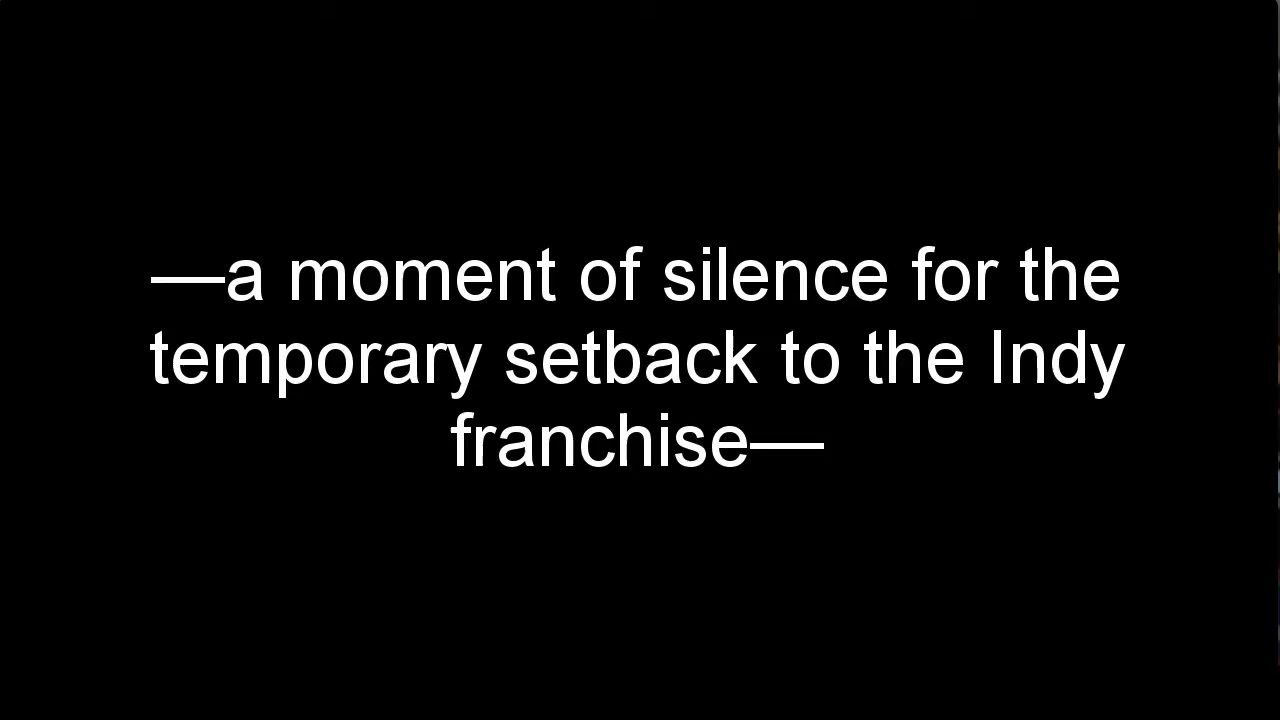 —a moment of silence for the
temporary setback to the Indy
franchise—